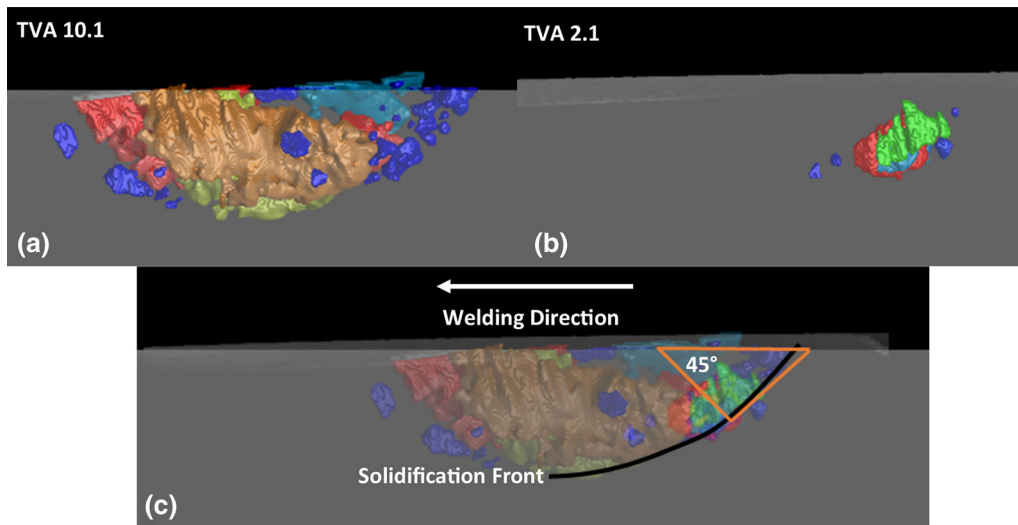 TVA 10.1
TVA 2.1
(a)
(b)
Welding Direction
45°
Solidification Front
(c)